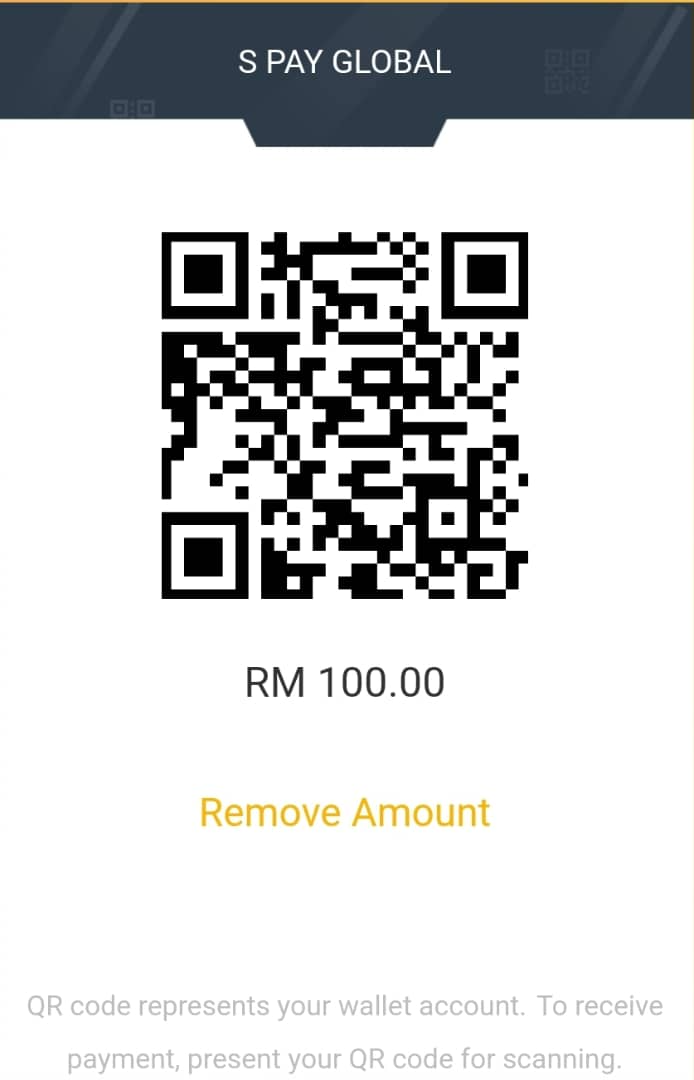 S PAY GLOBAL
RM 100.00
Remove Amount
QR code represents your wallet account. To receive
payment, present your QR code for scanning.